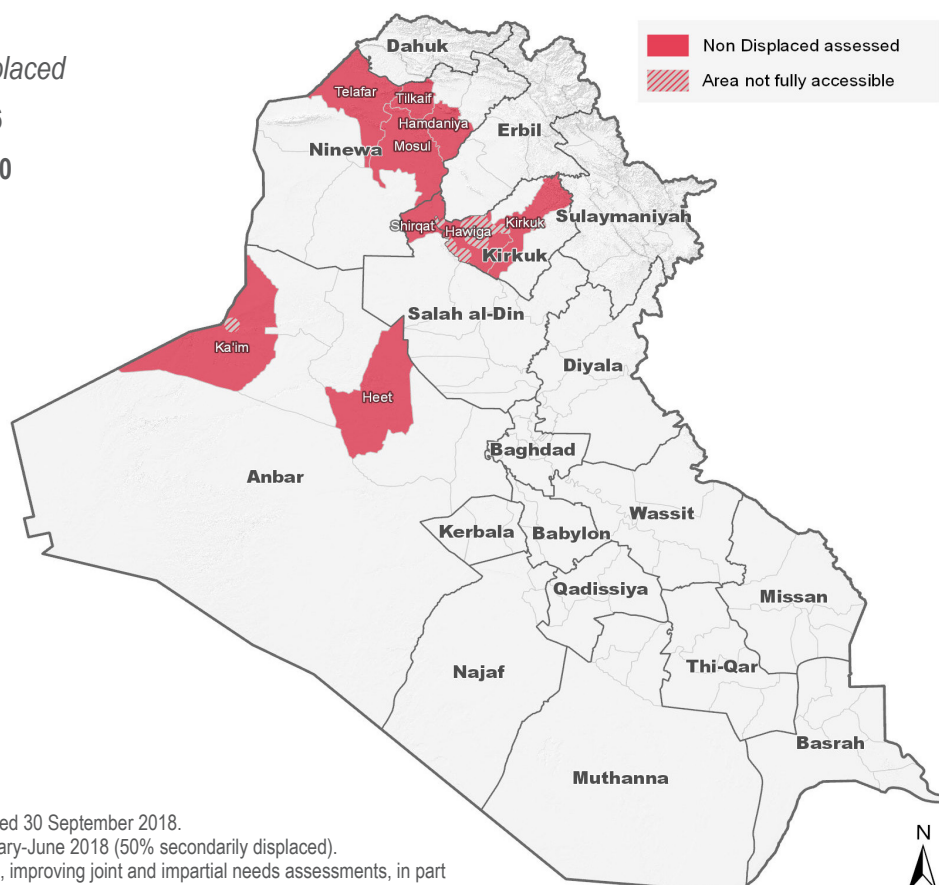 placed
Non Displaced assessed
Area not fully accessible
Dahuk
Telafar
Tilkaif
Hamdaniya
Erbil
Ninewa
Mosul
Shirqat
Hawiga
Kirkuk
Sulaymaniyah
Kirkuk
Salah al-Din
Ka'im
Diyala
Heet
Baghdad
Anbar
Wassit
Kerbala
Babylon
Qadissiya
Missan
Najaf
Thi-Qar
Basrah
Muthanna
ed 30 September 2018.
ary-June 2018 (50% secondarily displaced).
, improving joint and impartial needs assessments, in part
N